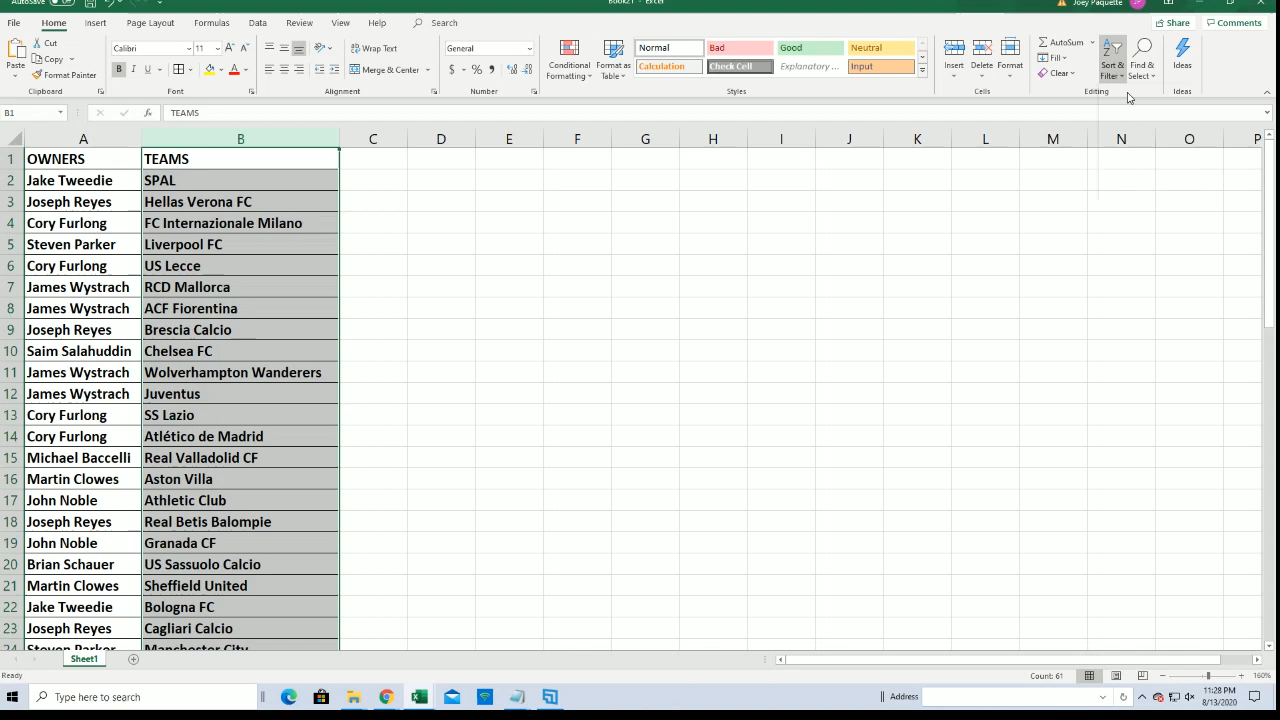 AutoSave Off Book21 - Excel Joey Paquette JP
File Home Insert Page Layout Formulas Data Review View Help Search Share Comments
Paste Cut Copy Format Painter Clipboard
Calibri 11 A A B I U A Font
Wrap Text Merge & Center Alignment
General $ % , Number
Conditional Formatting Format as Table
Normal Bad Good Neutral
Calculation Check Cell Explanatory ... Input
Styles
Insert Delete Format Cells
AutoSum Fill Clear Sort & Filter Find & Select Editing
Ideas Ideas
B1 fx TEAMS
A B C D E F G H I J K L M N O P
1 OWNERS TEAMS
2 Jake Tweedie SPAL
3 Joseph Reyes Hellas Verona FC
4 Cory Furlong FC Internazionale Milano
5 Steven Parker Liverpool FC
6 Cory Furlong US Lecce
7 James Wystrach RCD Mallorca
8 James Wystrach ACF Fiorentina
9 Joseph Reyes Brescia Calcio
10 Saim Salahuddin Chelsea FC
11 James Wystrach Wolverhampton Wanderers
12 James Wystrach Juventus
13 Cory Furlong SS Lazio
14 Cory Furlong Atlético de Madrid
15 Michael Baccelli Real Valladolid CF
16 Martin Clowes Aston Villa
17 John Noble Athletic Club
18 Joseph Reyes Real Betis Balompie
19 John Noble Granada CF
20 Brian Schauer US Sassuolo Calcio
21 Martin Clowes Sheffield United
22 Jake Tweedie Bologna FC
23 Joseph Reyes Cagliari Calcio
24 Steven Parker Manchester City
Sheet1
Ready Count: 61 160%
Type here to search Address 11:28 PM
8/13/2020